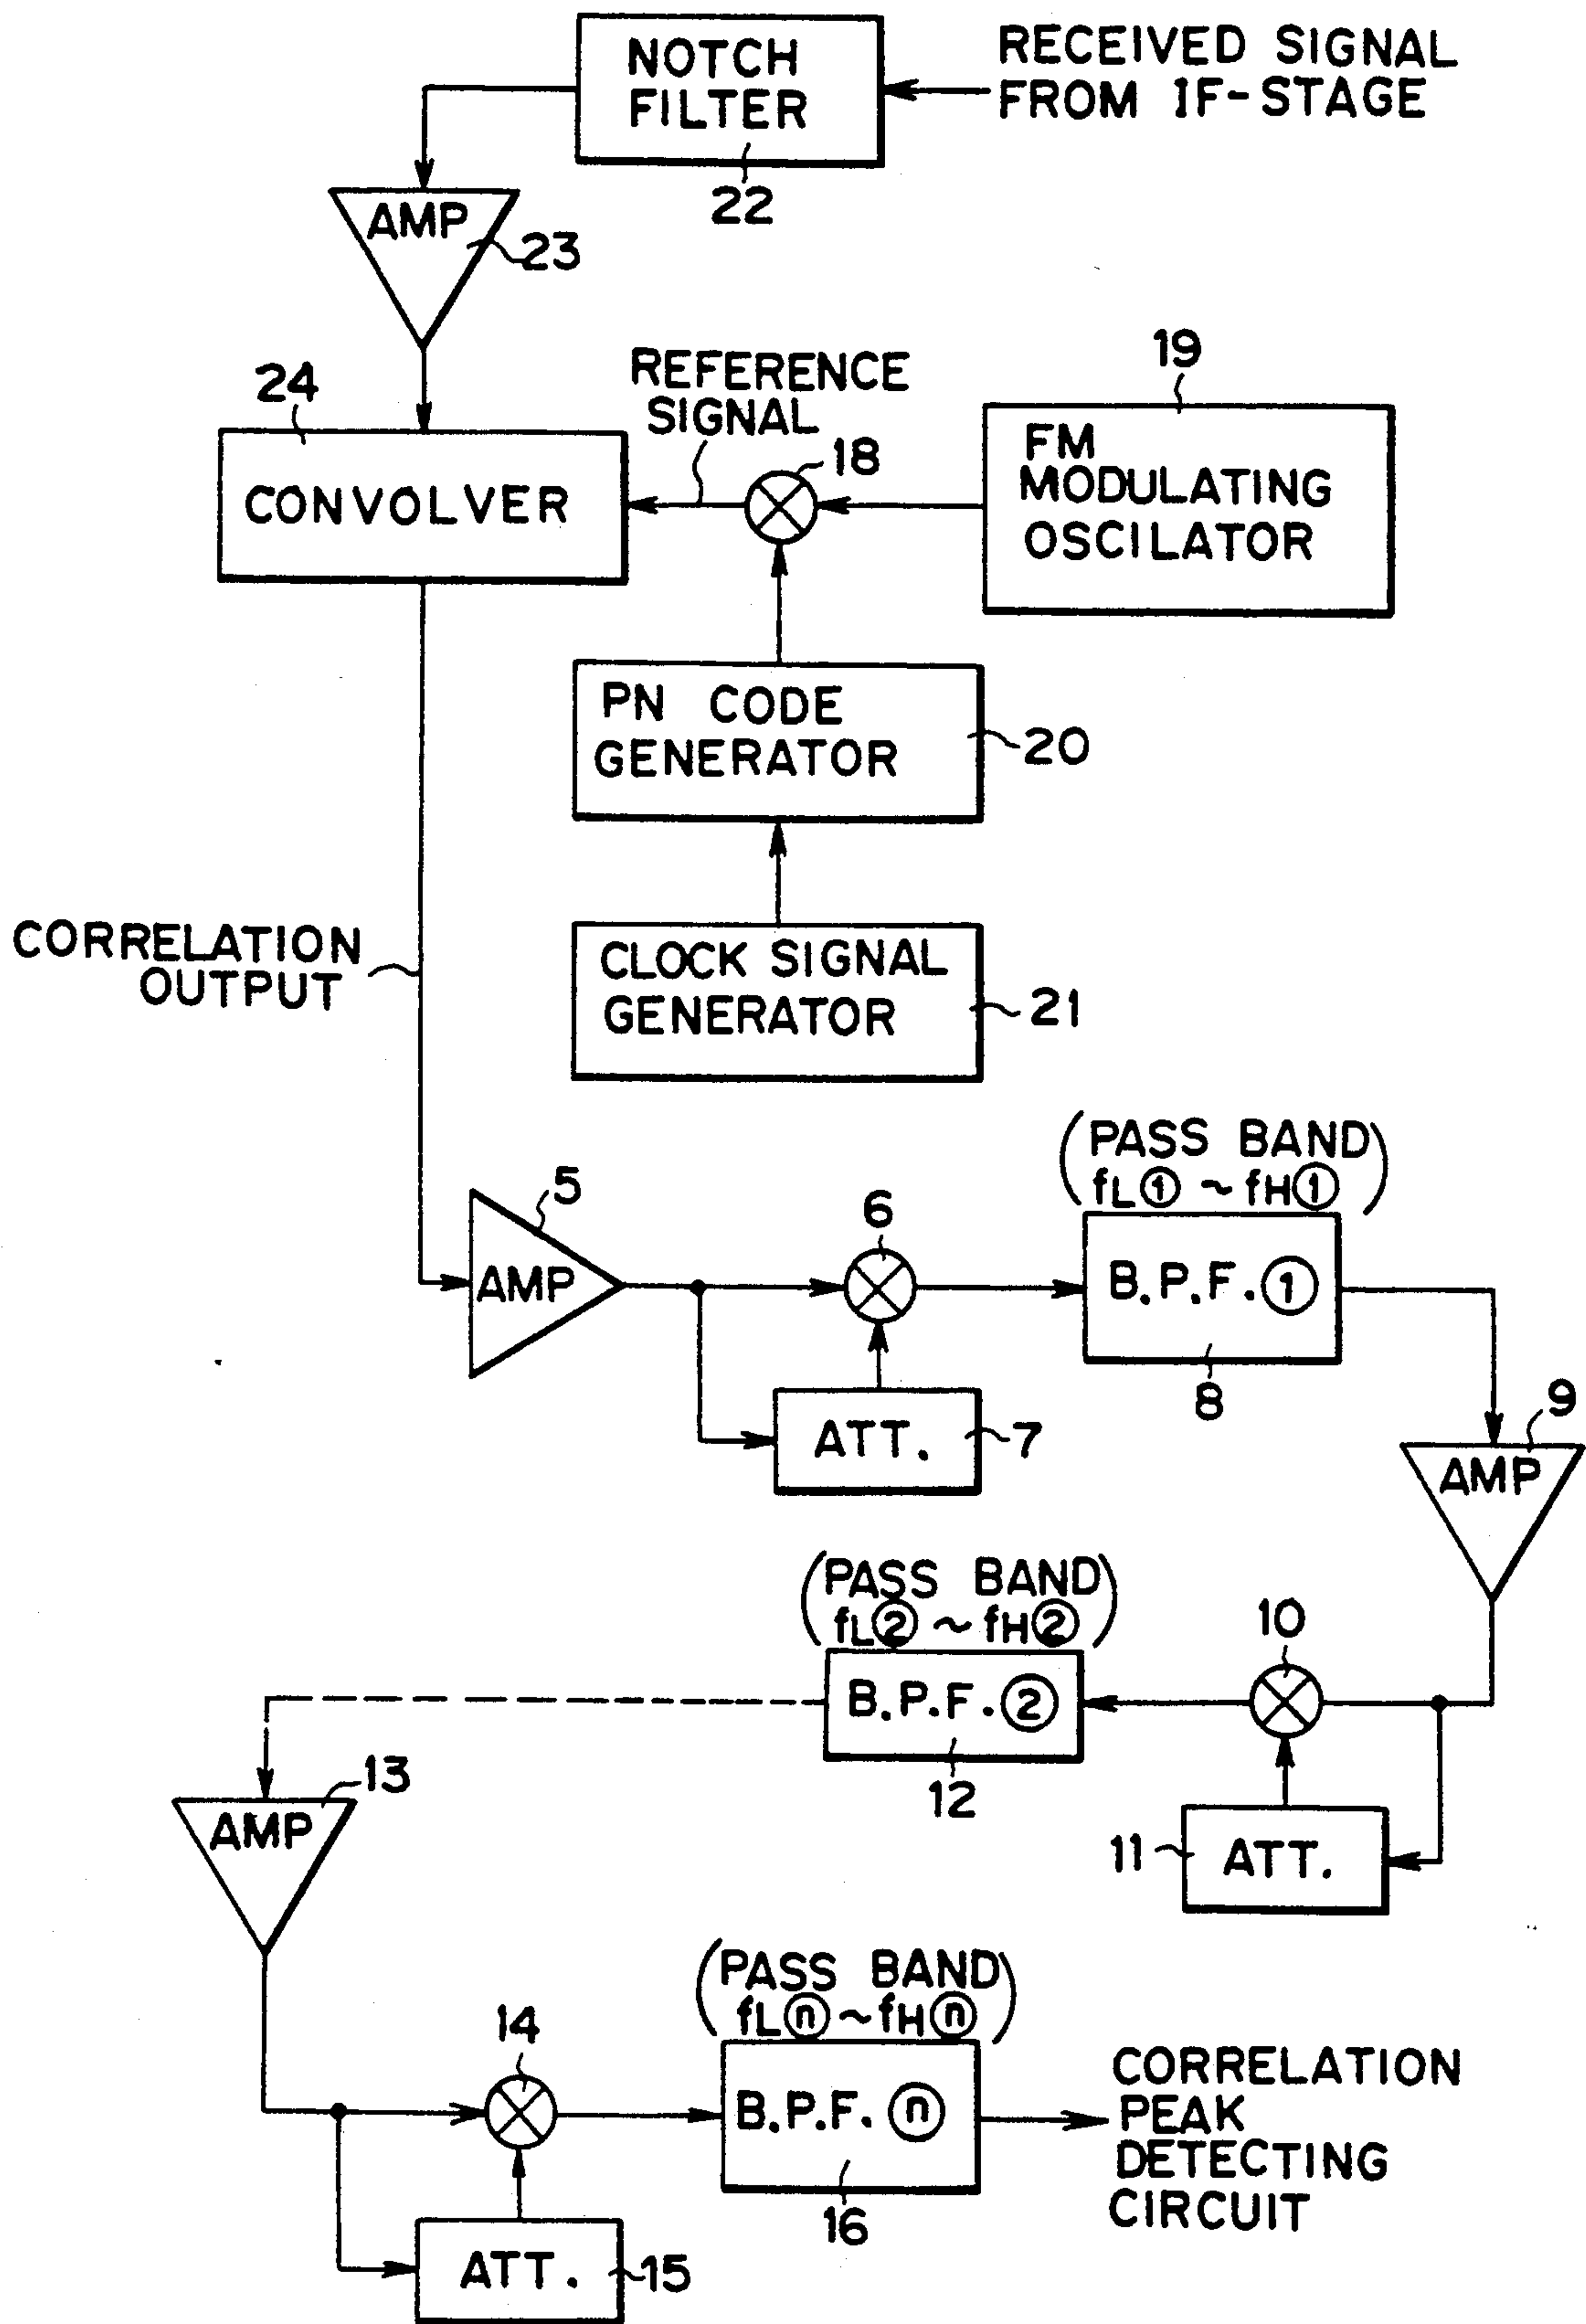 NOTCH
FILTER
22
RECEIVED SIGNAL
FROM IF-STAGE
AMP
23
24
CONVOLVER
REFERENCE
SIGNAL
18
19
FM
MODULATING
OSCILATOR
PN CODE
GENERATOR
20
CLOCK SIGNAL
GENERATOR
21
CORRELATION
OUTPUT
5
AMP
6
ATT.
7
(PASS BAND)
fL① ~ fH①
B.P.F. ①
8
9
AMP
10
11
ATT.
(PASS BAND)
fL② ~ fH②
B.P.F. ②
12
13
AMP
14
ATT.
15
(PASS BAND)
fLⓝ ~ fHⓝ
B.P.F. ⓝ
16
CORRELATION
PEAK
DETECTING
CIRCUIT